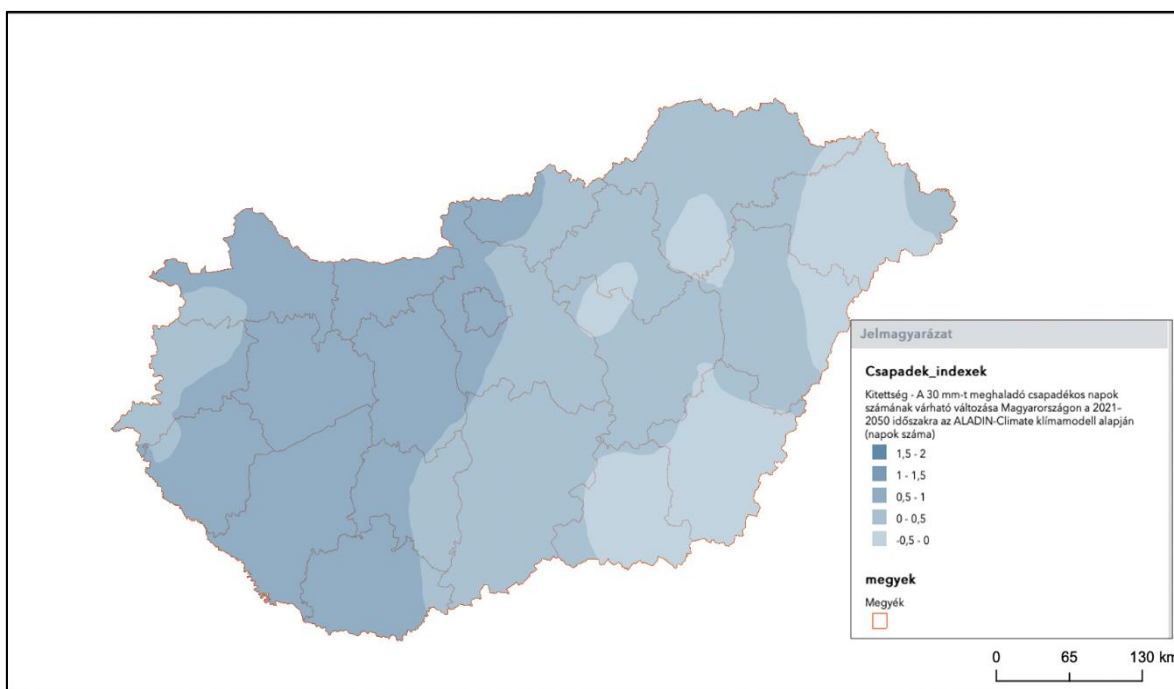 Jelmagyarázat
Csapadek_indexek
Kitettség - A 30 mm-t meghaladó csapadékos napok
számának várható változása Magyarországon a 2021–
2050 időszakra az ALADIN-Climate klímamodell alapján
(napok száma)
1,5 - 2
1 - 1,5
0,5 - 1
0 - 0,5
-0,5 - 0
megyek
Megyék
0 65 130 km